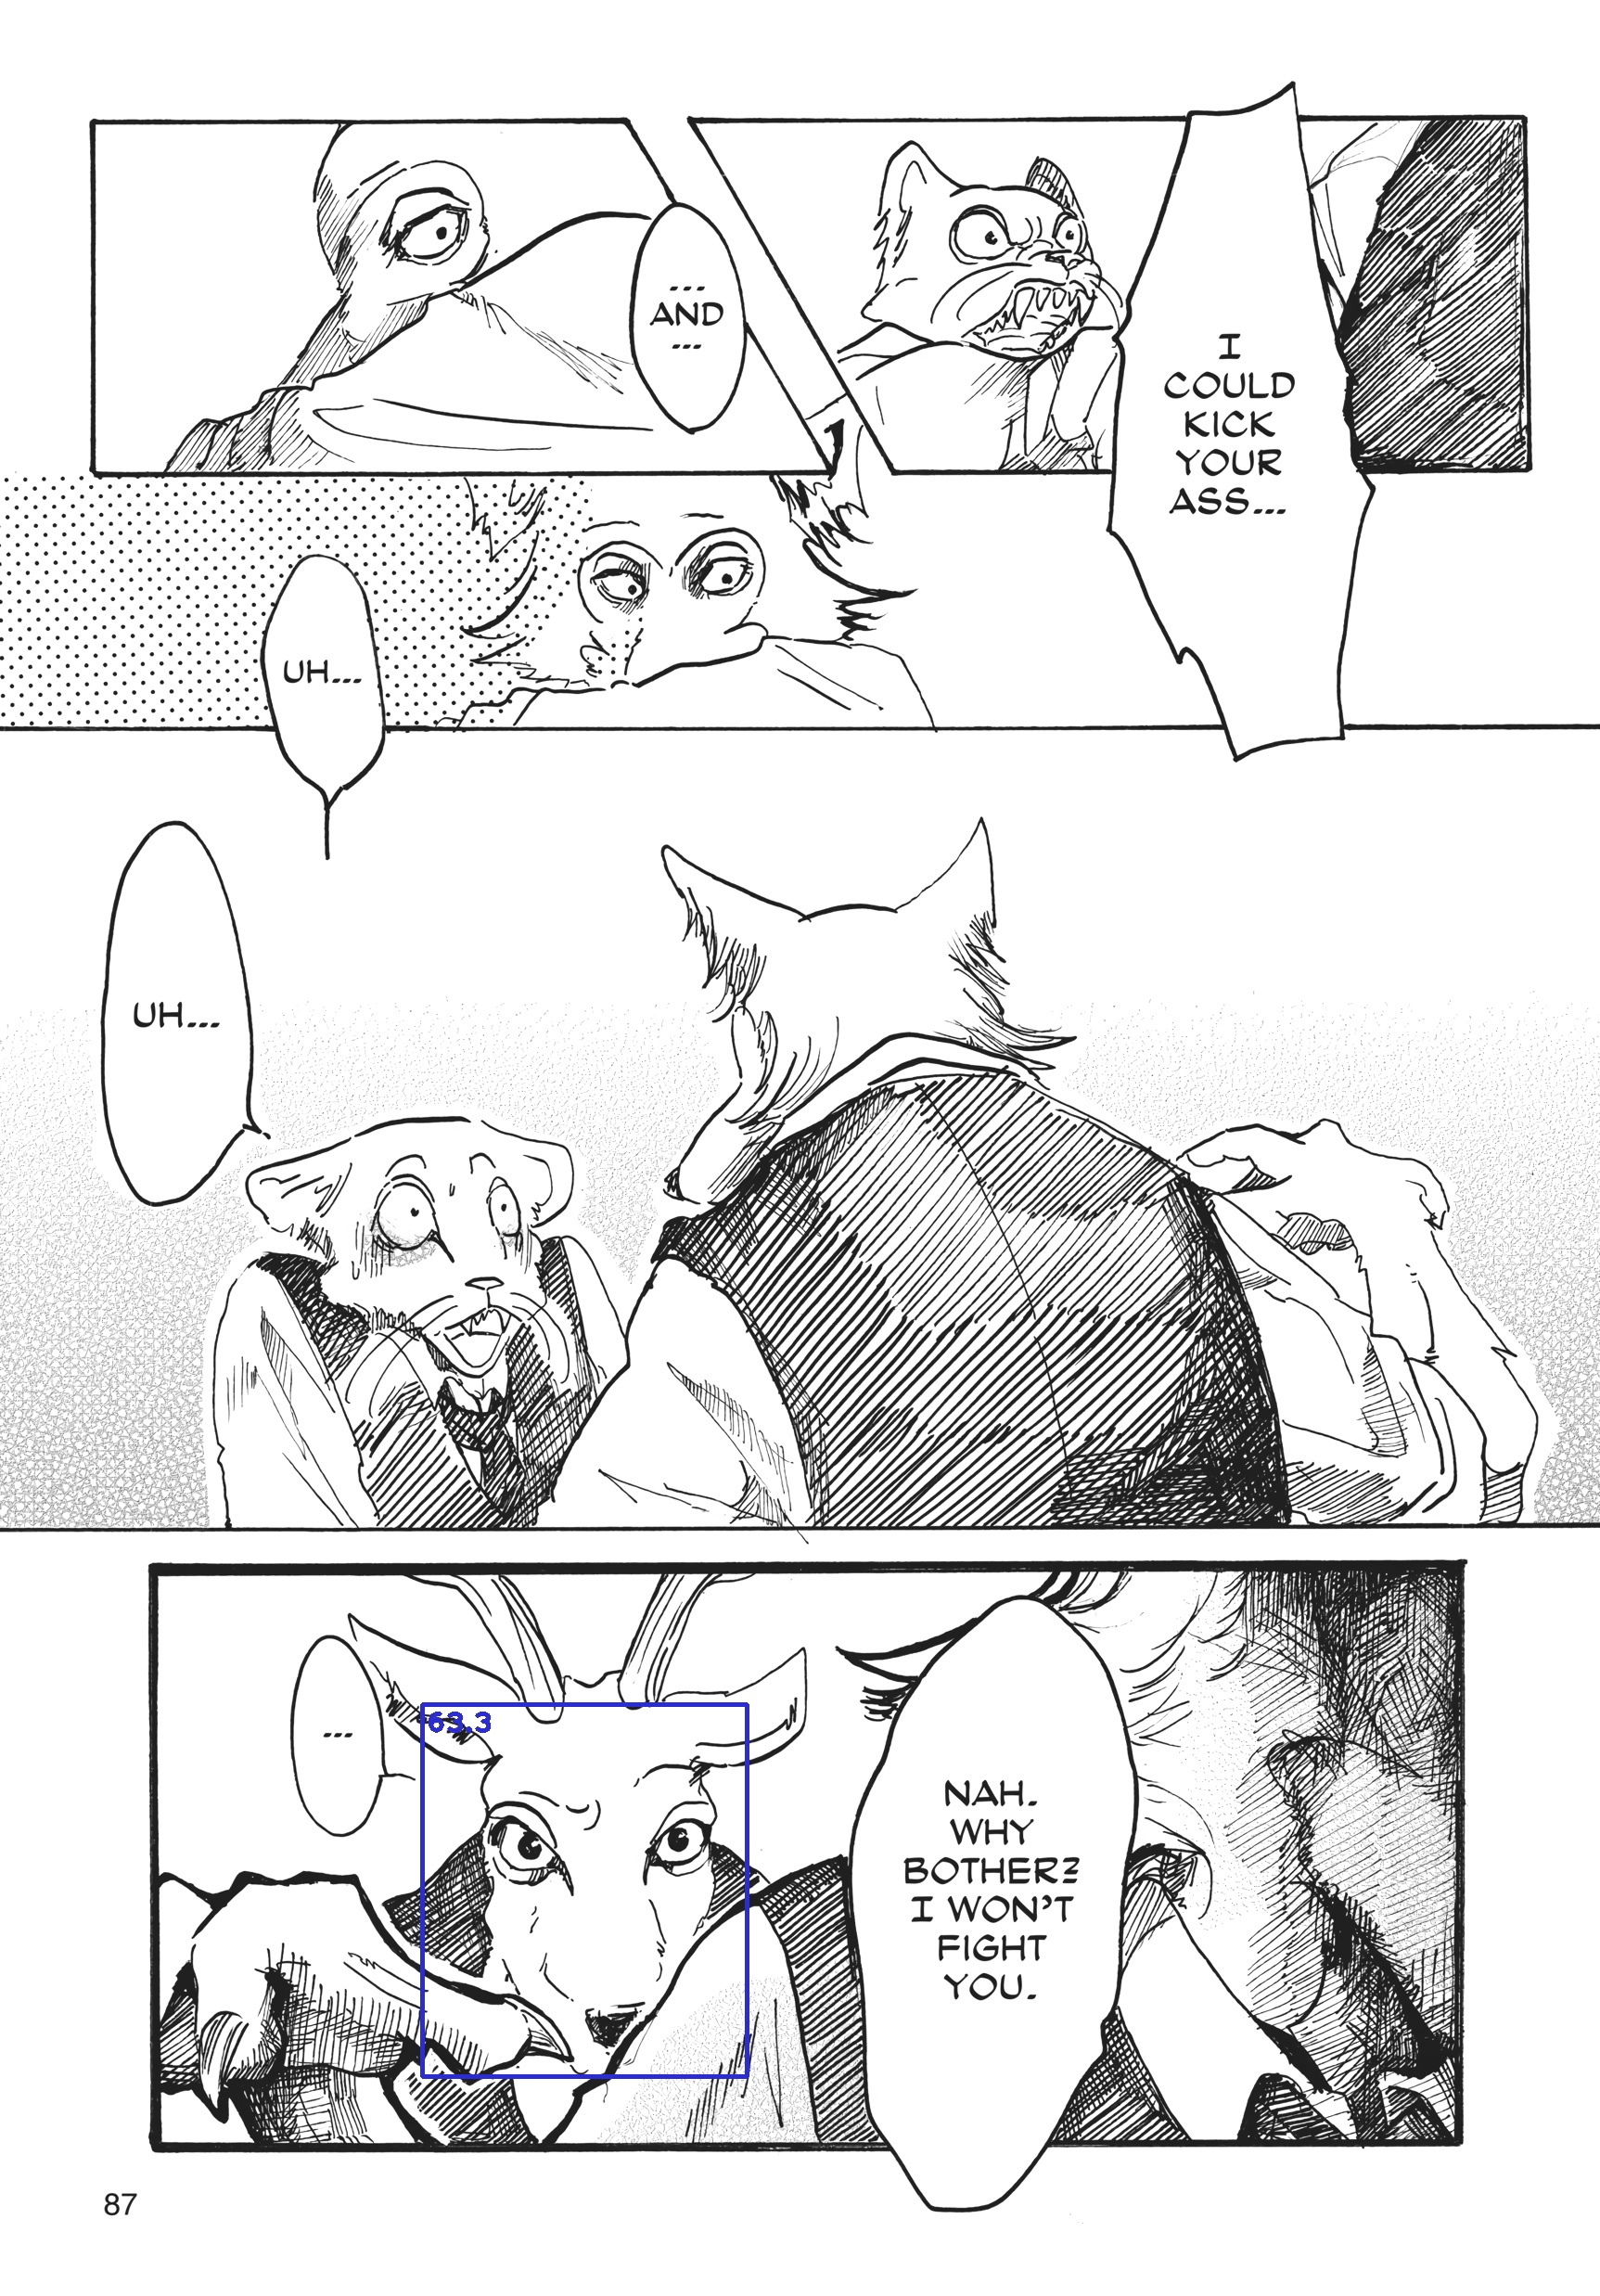 I
COULD
KICK
YOUR
ASS...
...
AND
...
UH...
UH...
NAH.
WHY
BOTHER?
I WON'T
FIGHT
YOU.
...
63.3
87